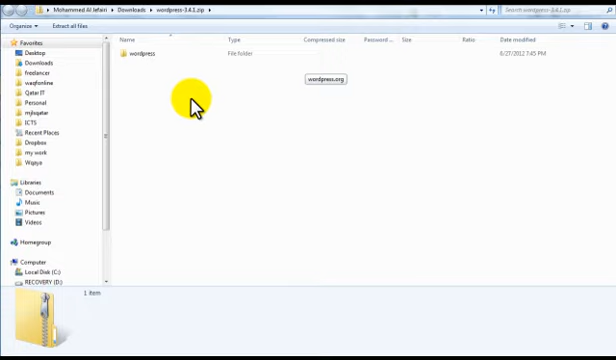 Mohammed Al Jefairi ▸ Downloads ▸ wordpress-3.4.1.zip ▸
Search wordpress-3.4.1.zip
Organize Extract all files
Name Type Compressed size Password ... Size Date modified
wordpress File folder 6/27/2012 7:45 PM
wordpress.org
Favorites
Desktop
Downloads
freelancer
waqfonline
Qatar IT
Personal
mjlsqatar
ICTS
Recent Places
Dropbox
my work
Libraries
Documents
Music
Pictures
Videos
Homegroup
Computer
Local Disk (C:)
RECOVERY (D:)
1 item